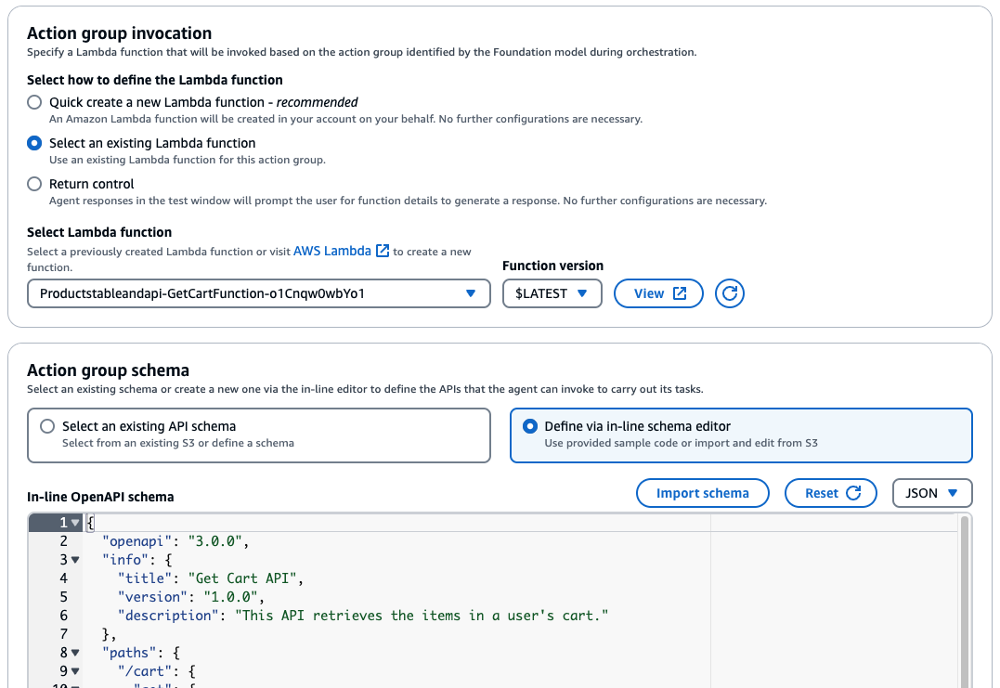 Action group invocation
Specify a Lambda function that will be invoked based on the action group identified by the Foundation model during orchestration.
Select how to define the Lambda function
Quick create a new Lambda function - recommended
An Amazon Lambda function will be created in your account on your behalf. No further configurations are necessary.
Select an existing Lambda function
Use an existing Lambda function for this action group.
Return control
Agent responses in the test window will prompt the user for function details to generate a response. No further configurations are necessary.
Select Lambda function
Select a previously created Lambda function or visit AWS Lambda to create a new
function.
Function version
Productstableandapi-GetCartFunction-o1Cnqw0wbYo1
$LATEST
View
Action group schema
Select an existing schema or create a new one via the in-line editor to define the APIs that the agent can invoke to carry out its tasks.
Select an existing API schema
Select from an existing S3 or define a schema
Define via in-line schema editor
Use provided sample code or import and edit from S3
In-line OpenAPI schema
Import schema
Reset
JSON
1 {
2 "openapi": "3.0.0",
3 "info": {
4 "title": "Get Cart API",
5 "version": "1.0.0",
6 "description": "This API retrieves the items in a user's cart."
7 },
8 "paths": {
9 "/cart": {
10 "get": {